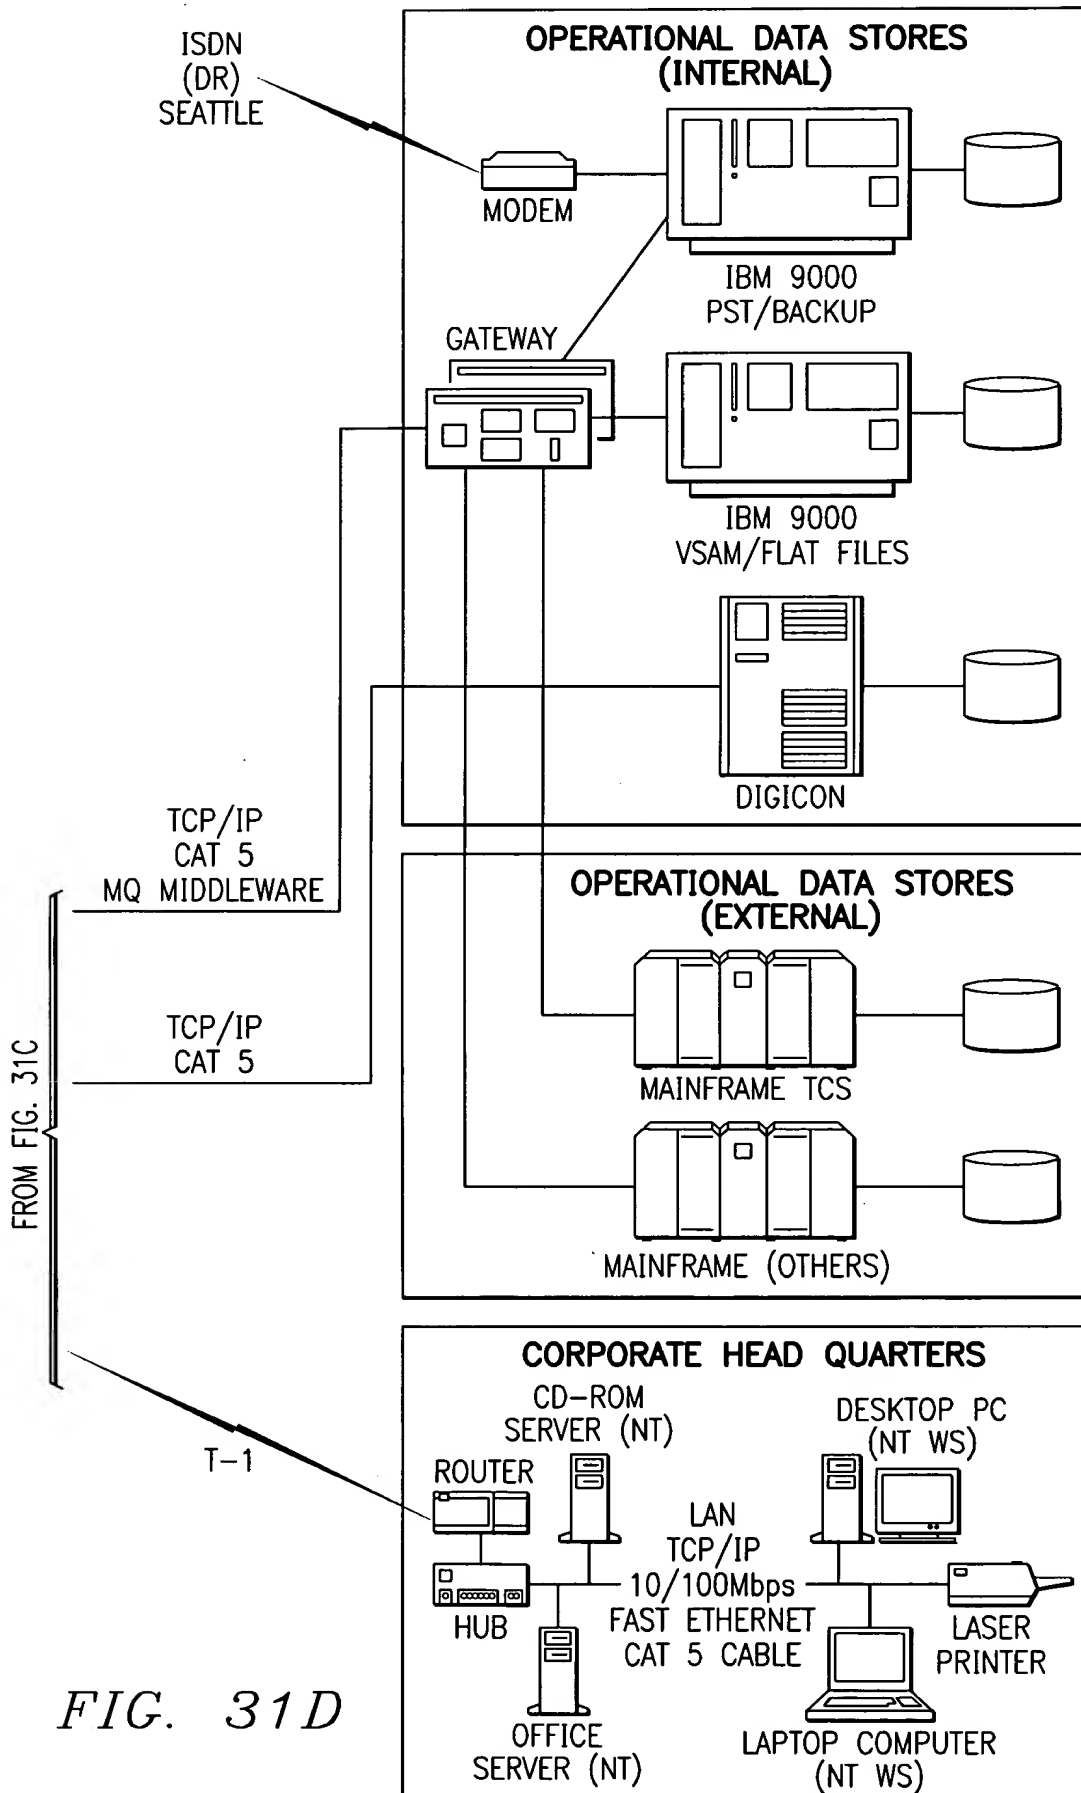 ISDN
(DR)
SEATTLE
OPERATIONAL DATA STORES
(INTERNAL)
MODEM
IBM 9000
PST/BACKUP
GATEWAY
IBM 9000
VSAM/FLAT FILES
DIGICON
TCP/IP
CAT 5
MQ MIDDLEWARE
OPERATIONAL DATA STORES
(EXTERNAL)
TCP/IP
CAT 5
MAINFRAME TCS
FROM FIG. 31C
MAINFRAME (OTHERS)
CORPORATE HEAD QUARTERS
CD-ROM
SERVER (NT)
DESKTOP PC
(NT WS)
T-1
ROUTER
LAN
TCP/IP
10/100Mbps
FAST ETHERNET
CAT 5 CABLE
HUB
LASER
PRINTER
OFFICE
SERVER (NT)
LAPTOP COMPUTER
(NT WS)
FIG. 31D